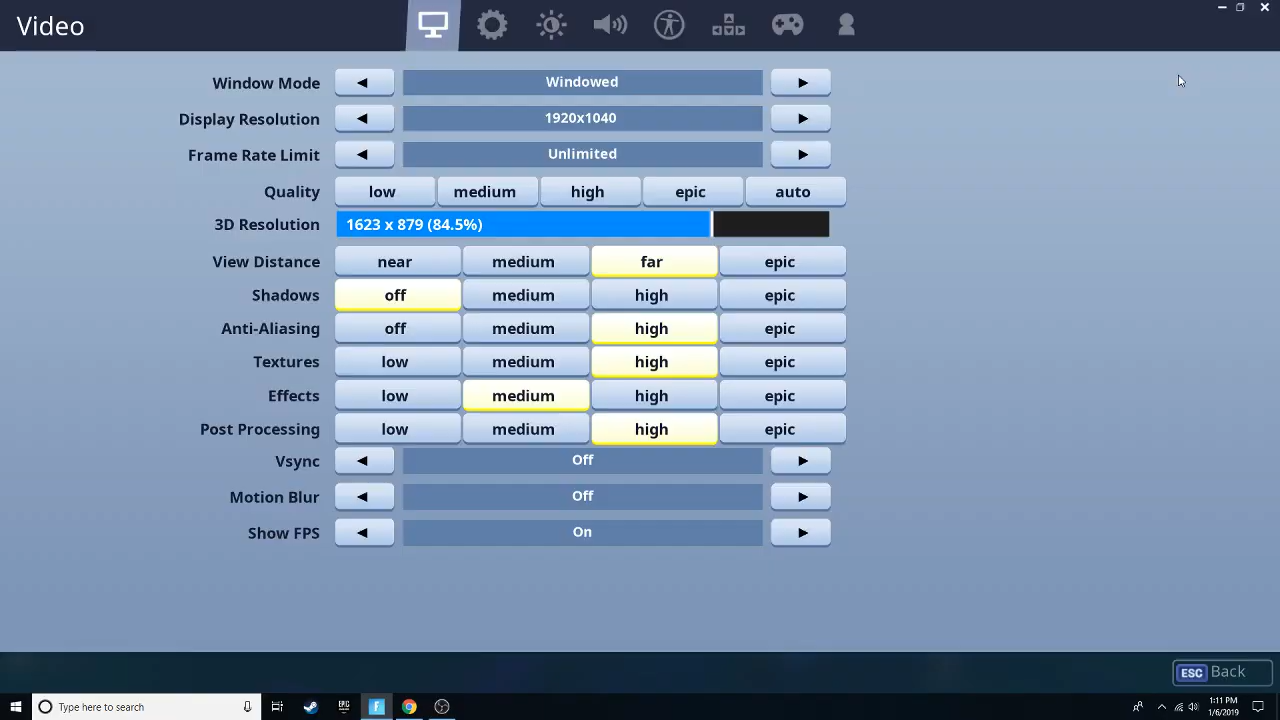 Video
Window Mode ◄ Windowed ►
Display Resolution ◄ 1920x1040 ►
Frame Rate Limit ◄ Unlimited ►
Quality low medium high epic auto
3D Resolution 1623 x 879 (84.5%)
View Distance near medium far epic
Shadows off medium high epic
Anti-Aliasing off medium high epic
Textures low medium high epic
Effects low medium high epic
Post Processing low medium high epic
Vsync ◄ Off ►
Motion Blur ◄ Off ►
Show FPS ◄ On ►
ESC Back
Type here to search
EPIC
F
1:11 PM
1/6/2019